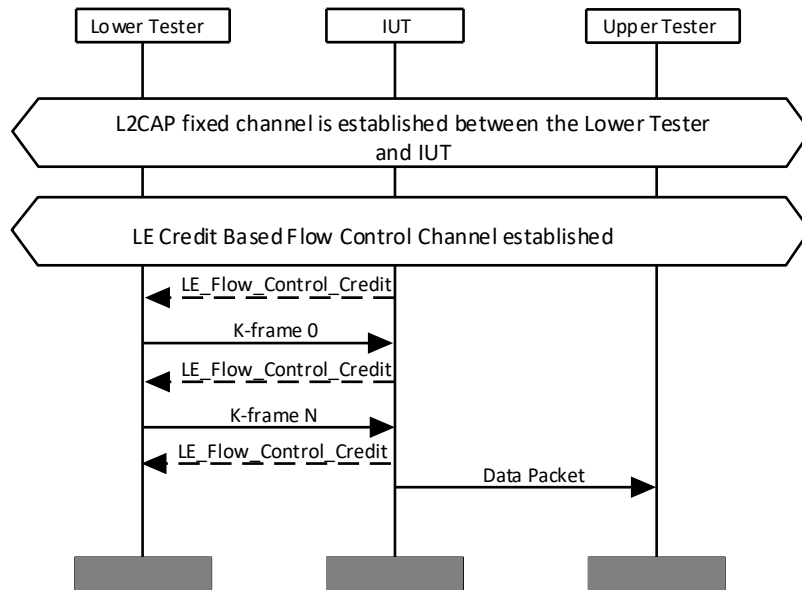 Lower Tester
IUT
Upper Tester
L2CAP fixed channel is established between the Lower Tester
and IUT
LE Credit Based Flow Control Channel established
LE_Flow_Control_Credit
K-frame 0
LE_Flow_Control_Credit
K-frame N
LE_Flow_Control_Credit
Data Packet